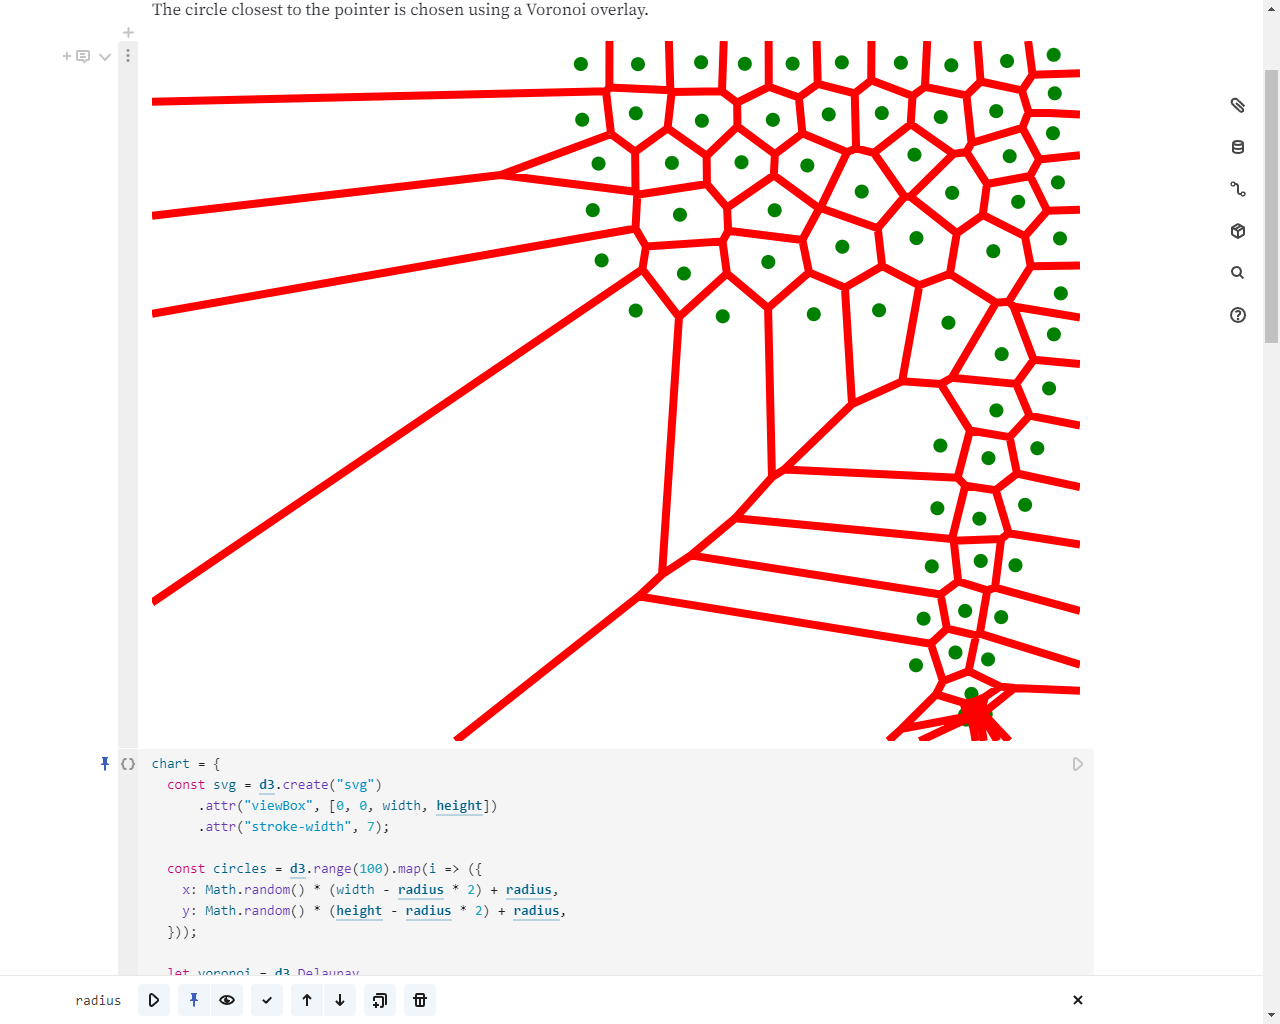 The circle closest to the pointer is chosen using a Voronoi overlay.
chart = {
const svg = d3.create("svg")
.attr("viewBox", [0, 0, width, height])
.attr("stroke-width", 7);
const circles = d3.range(100).map(i => ({
x: Math.random() * (width - radius * 2) + radius,
y: Math.random() * (height - radius * 2) + radius,
}));
let voronoi = d3.Delaunay
radius